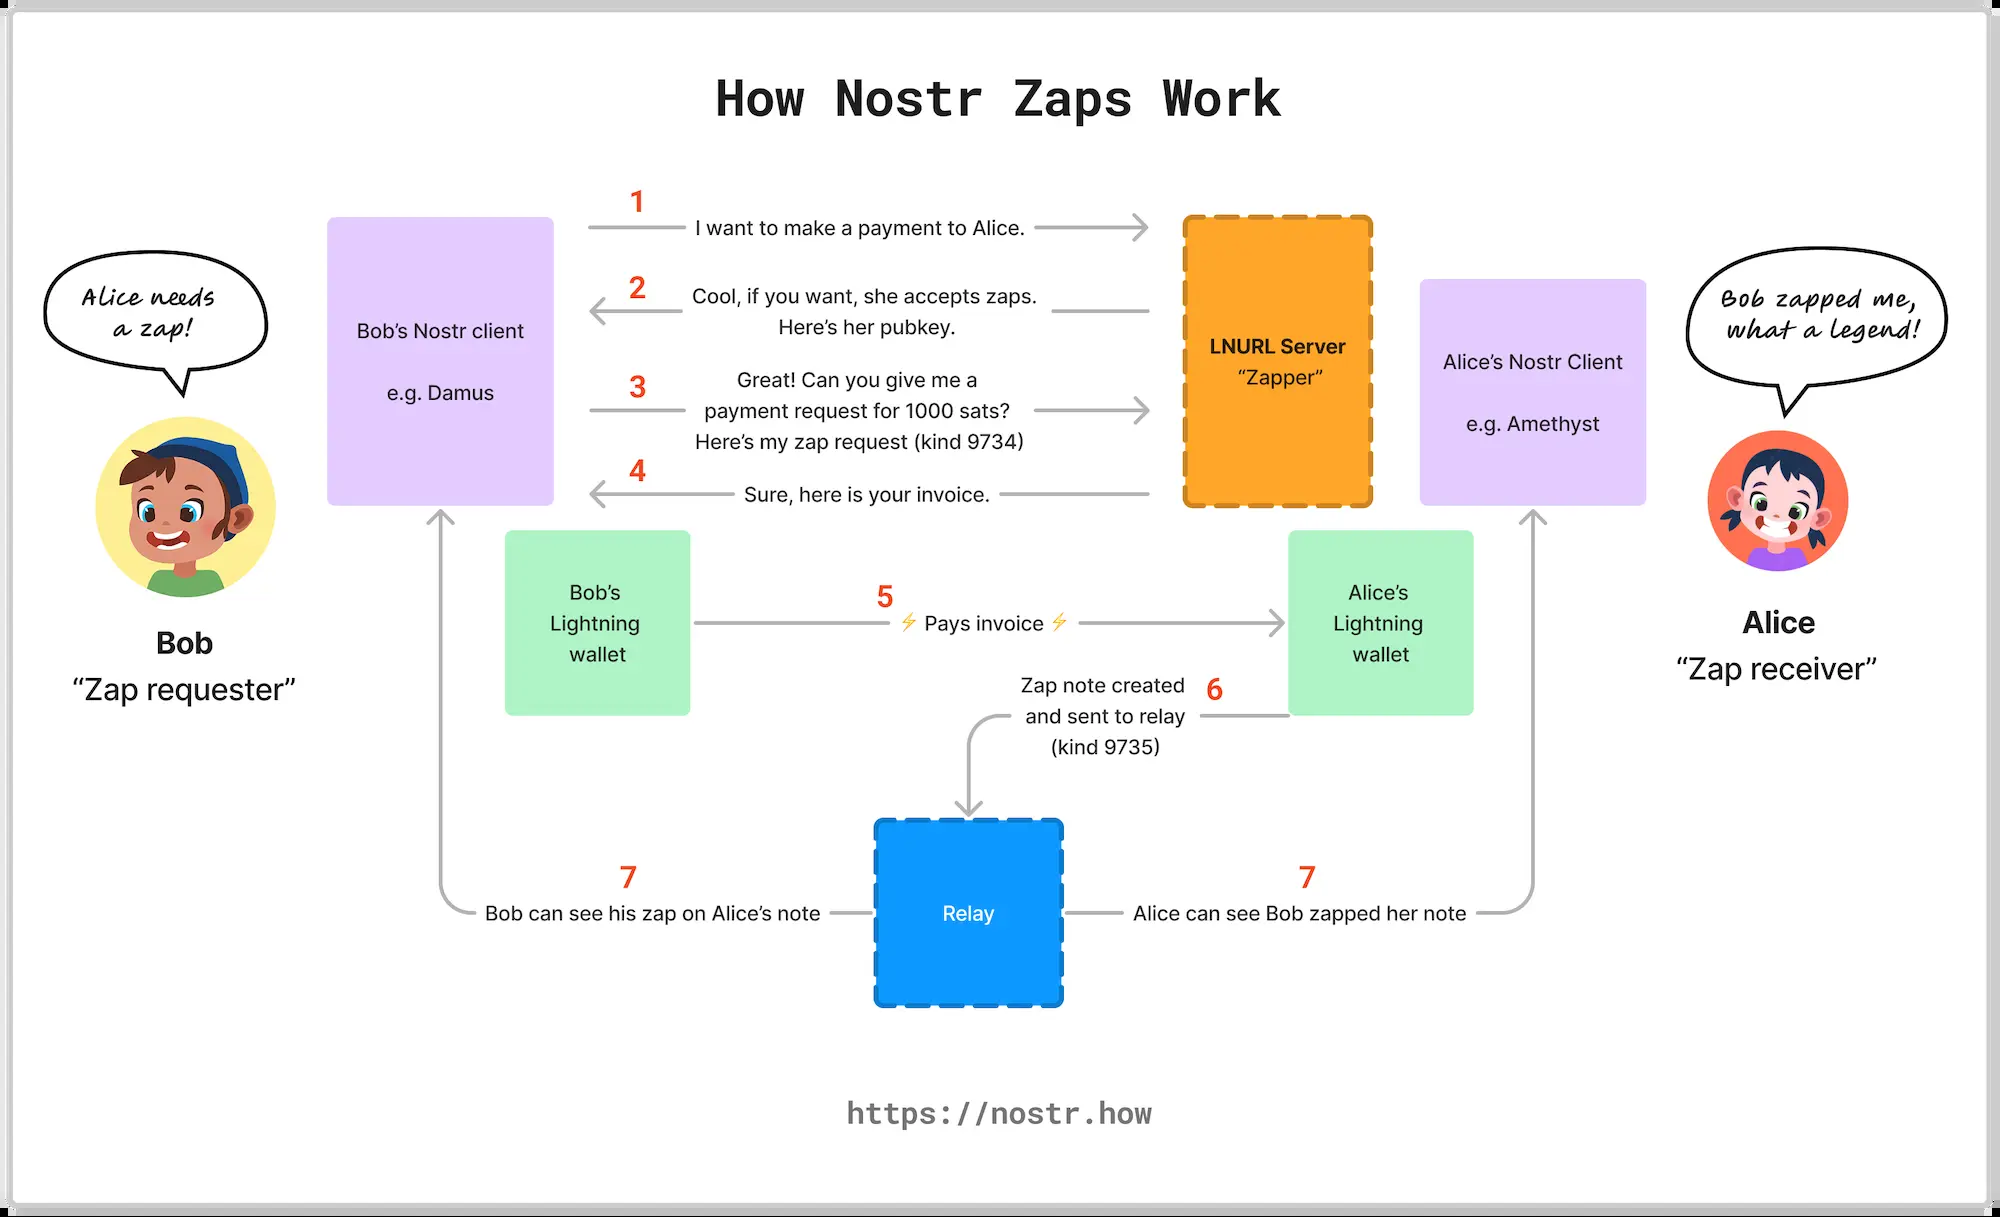 How Nostr Zaps Work
Alice needs
a zap!
Bob
“Zap requester”
Bob’s Nostr client
e.g. Damus
1
I want to make a payment to Alice.
2
Cool, if you want, she accepts zaps.
Here’s her pubkey.
3
Great! Can you give me a
payment request for 1000 sats?
Here’s my zap request (kind 9734)
4
Sure, here is your invoice.
LNURL Server
“Zapper”
Alice’s Nostr Client
e.g. Amethyst
Bob zapped me,
what a legend!
Alice
“Zap receiver”
Bob’s
Lightning
wallet
5
⚡ Pays invoice ⚡
Alice’s
Lightning
wallet
6
Zap note created
and sent to relay
(kind 9735)
Relay
7
Bob can see his zap on Alice’s note
7
Alice can see Bob zapped her note
https://nostr.how